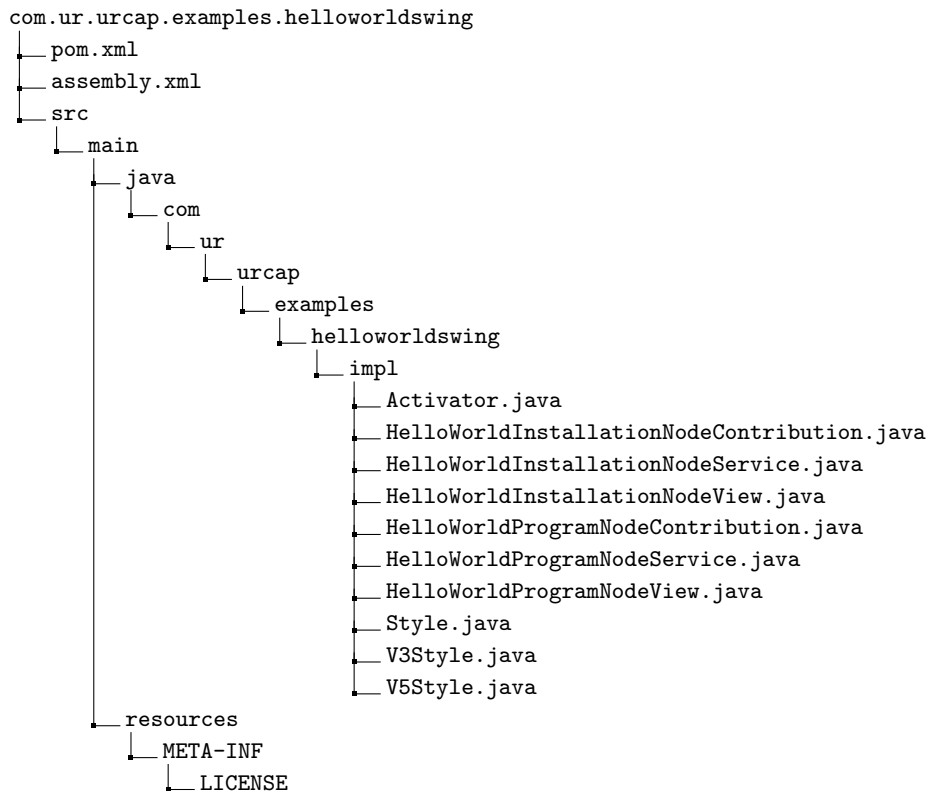 com.ur.urcap.examples.helloworldswing
pom.xml
assembly.xml
src
main
java
com
ur
urcap
examples
helloworldswing
impl
Activator.java
HelloWorldInstallationNodeContribution.java
HelloWorldInstallationNodeService.java
HelloWorldInstallationNodeView.java
HelloWorldProgramNodeContribution.java
HelloWorldProgramNodeService.java
HelloWorldProgramNodeView.java
Style.java
V3Style.java
V5Style.java
resources
META-INF
LICENSE